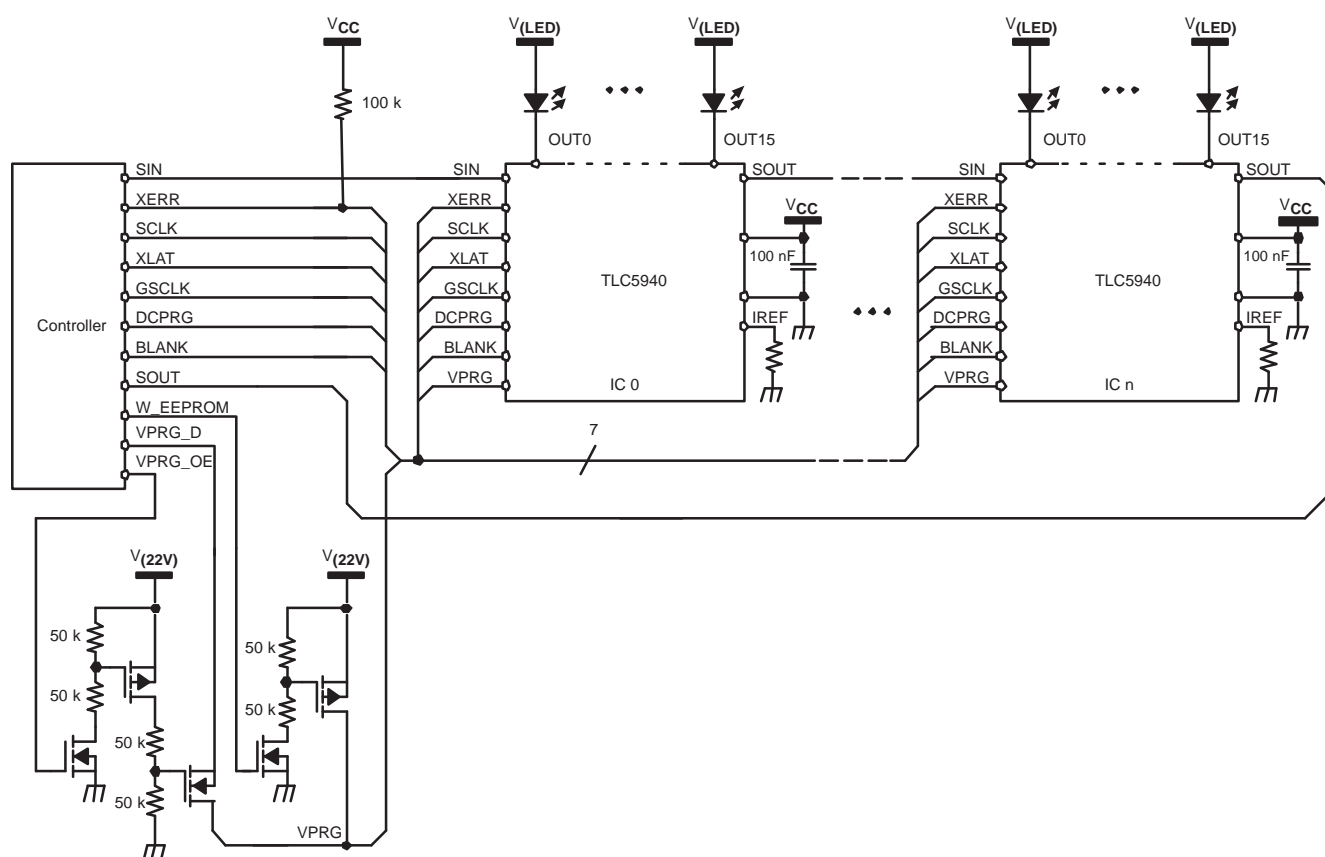 VCC
V(LED)
V(LED)
V(LED)
V(LED)
100 k
OUT0
OUT15
OUT0
OUT15
SIN
SIN
SOUT
SIN
SOUT
XERR
XERR
VCC
XERR
VCC
SCLK
SCLK
SCLK
XLAT
XLAT
100 nF
XLAT
100 nF
TLC5940
TLC5940
GSCLK
GSCLK
GSCLK
Controller
DCPRG
DCPRG
IREF
DCPRG
IREF
BLANK
BLANK
BLANK
SOUT
VPRG
IC 0
VPRG
IC n
W_EEPROM
VPRG_D
7
VPRG_OE
V(22V)
V(22V)
50 k
50 k
50 k
50 k
50 k
50 k
VPRG